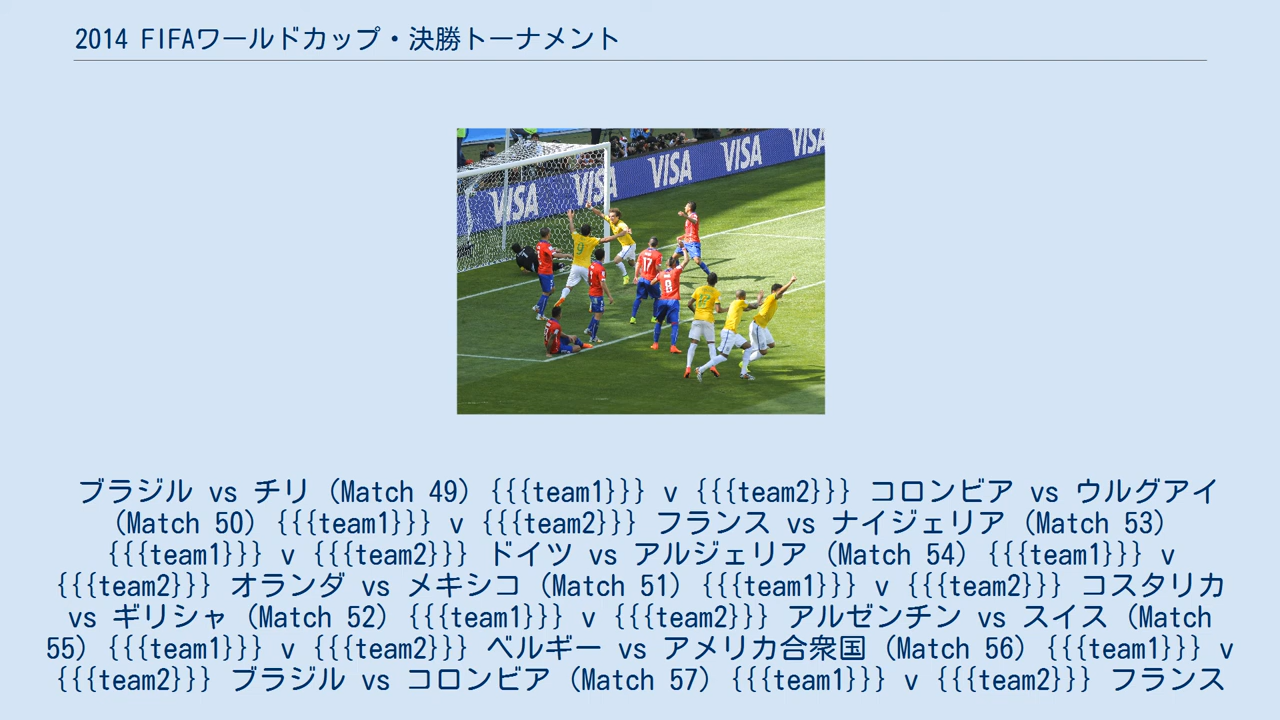 2014 FIFAワールドカップ・決勝トーナメント
VISA VISA VISA VISA VISA
9
17
8
ブラジル vs チリ (Match 49) {{{team1}}} v {{{team2}}} コロンビア vs ウルグアイ
(Match 50) {{{team1}}} v {{{team2}}} フランス vs ナイジェリア (Match 53)
{{{team1}}} v {{{team2}}} ドイツ vs アルジェリア (Match 54) {{{team1}}} v
{{{team2}}} オランダ vs メキシコ (Match 51) {{{team1}}} v {{{team2}}} コスタリカ
vs ギリシャ (Match 52) {{{team1}}} v {{{team2}}} アルゼンチン vs スイス (Match
55) {{{team1}}} v {{{team2}}} ベルギー vs アメリカ合衆国 (Match 56) {{{team1}}} v
{{{team2}}} ブラジル vs コロンビア (Match 57) {{{team1}}} v {{{team2}}} フランス